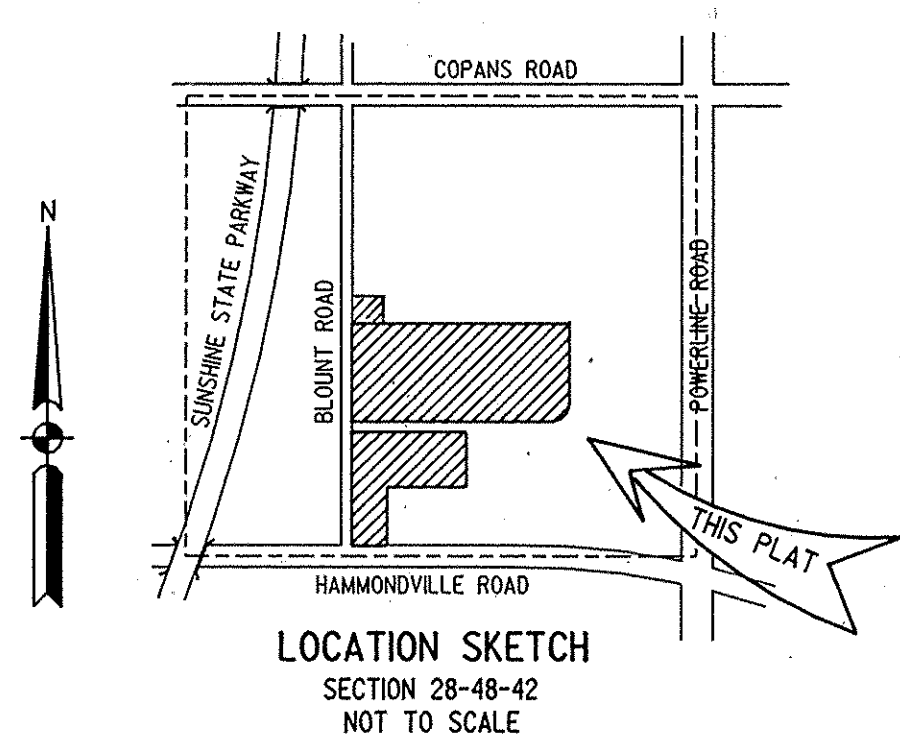 COPANS ROAD
N
SUNSHINE STATE PARKWAY
BLOUNT ROAD
POWERLINE ROAD
THIS PLAT
HAMMONDVILLE ROAD
LOCATION SKETCH
SECTION 28-48-42
NOT TO SCALE